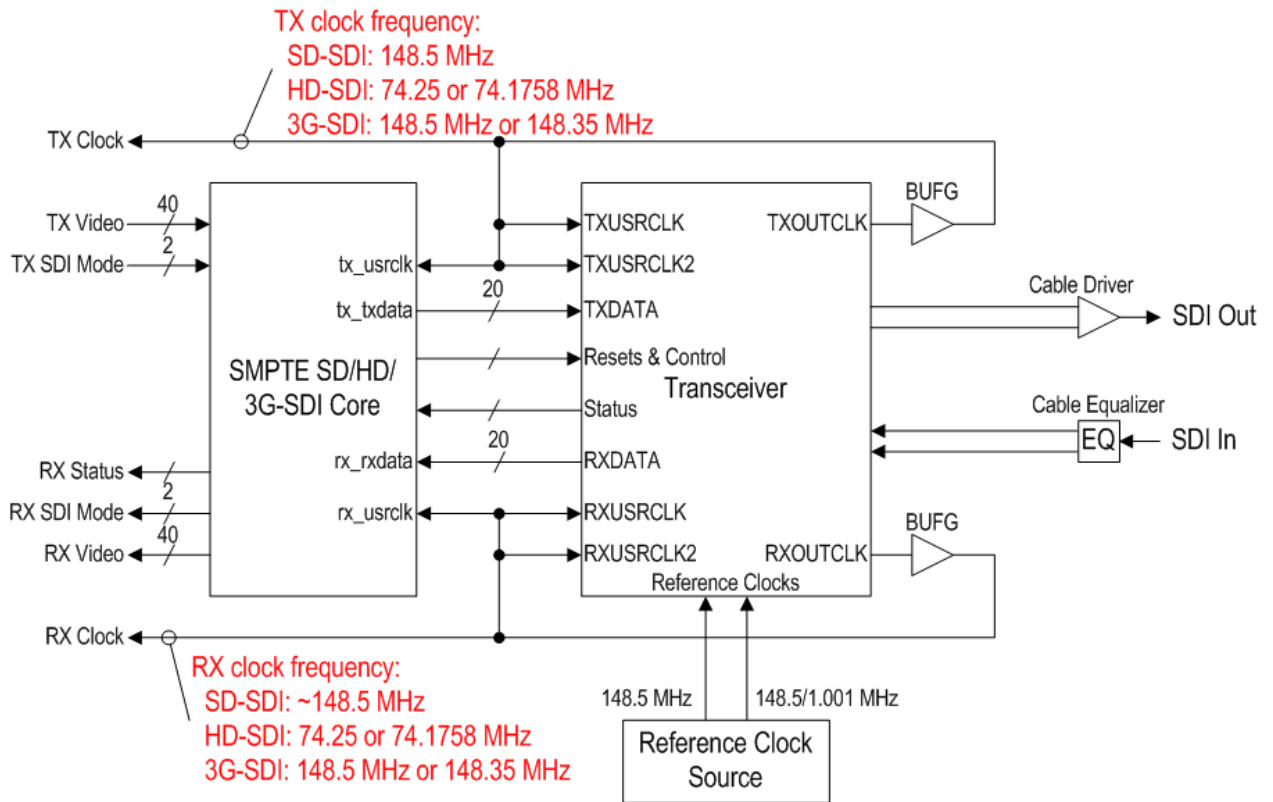 TX clock frequency:
SD-SDI: 148.5 MHz
HD-SDI: 74.25 or 74.1758 MHz
3G-SDI: 148.5 MHz or 148.35 MHz
TX Clock
TX Video
40
TX SDI Mode
2
SMPTE SD/HD/
3G-SDI Core
tx_usrclk
tx_txdata
20
rx_rxdata
20
rx_usrclk
RX Status
RX SDI Mode
2
RX Video
40
RX Clock
TXUSRCLK
TXUSRCLK2
TXDATA
Resets & Control
Transceiver
Status
RXDATA
RXUSRCLK
RXUSRCLK2
Reference Clocks
TXOUTCLK
RXOUTCLK
BUFG
Cable Driver
SDI Out
Cable Equalizer
EQ
SDI In
BUFG
RX clock frequency:
SD-SDI: ~148.5 MHz
HD-SDI: 74.25 or 74.1758 MHz
3G-SDI: 148.5 MHz or 148.35 MHz
148.5 MHz
148.5/1.001 MHz
Reference Clock
Source